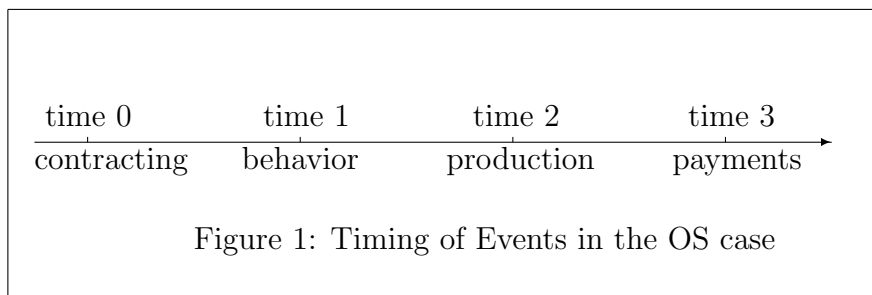 time 0 time 1 time 2 time 3
contracting behavior production payments
Figure 1: Timing of Events in the OS case